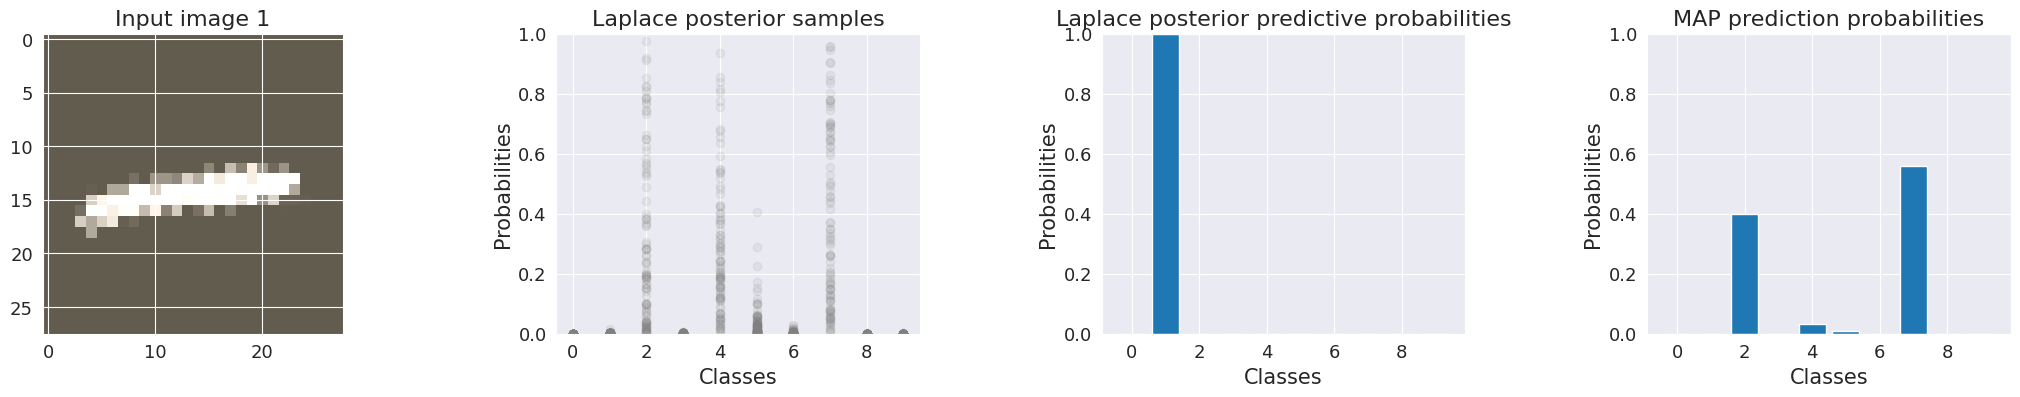 Input image 1
0
5
10
15
20
25
0 10 20
Laplace posterior samples
Probabilities
1.0
0.8
0.6
0.4
0.2
0.0
0 2 4 6 8
Classes
Laplace posterior predictive probabilities
Probabilities
1.0
0.8
0.6
0.4
0.2
0.0
0 2 4 6 8
Classes
MAP prediction probabilities
Probabilities
1.0
0.8
0.6
0.4
0.2
0.0
0 2 4 6 8
Classes